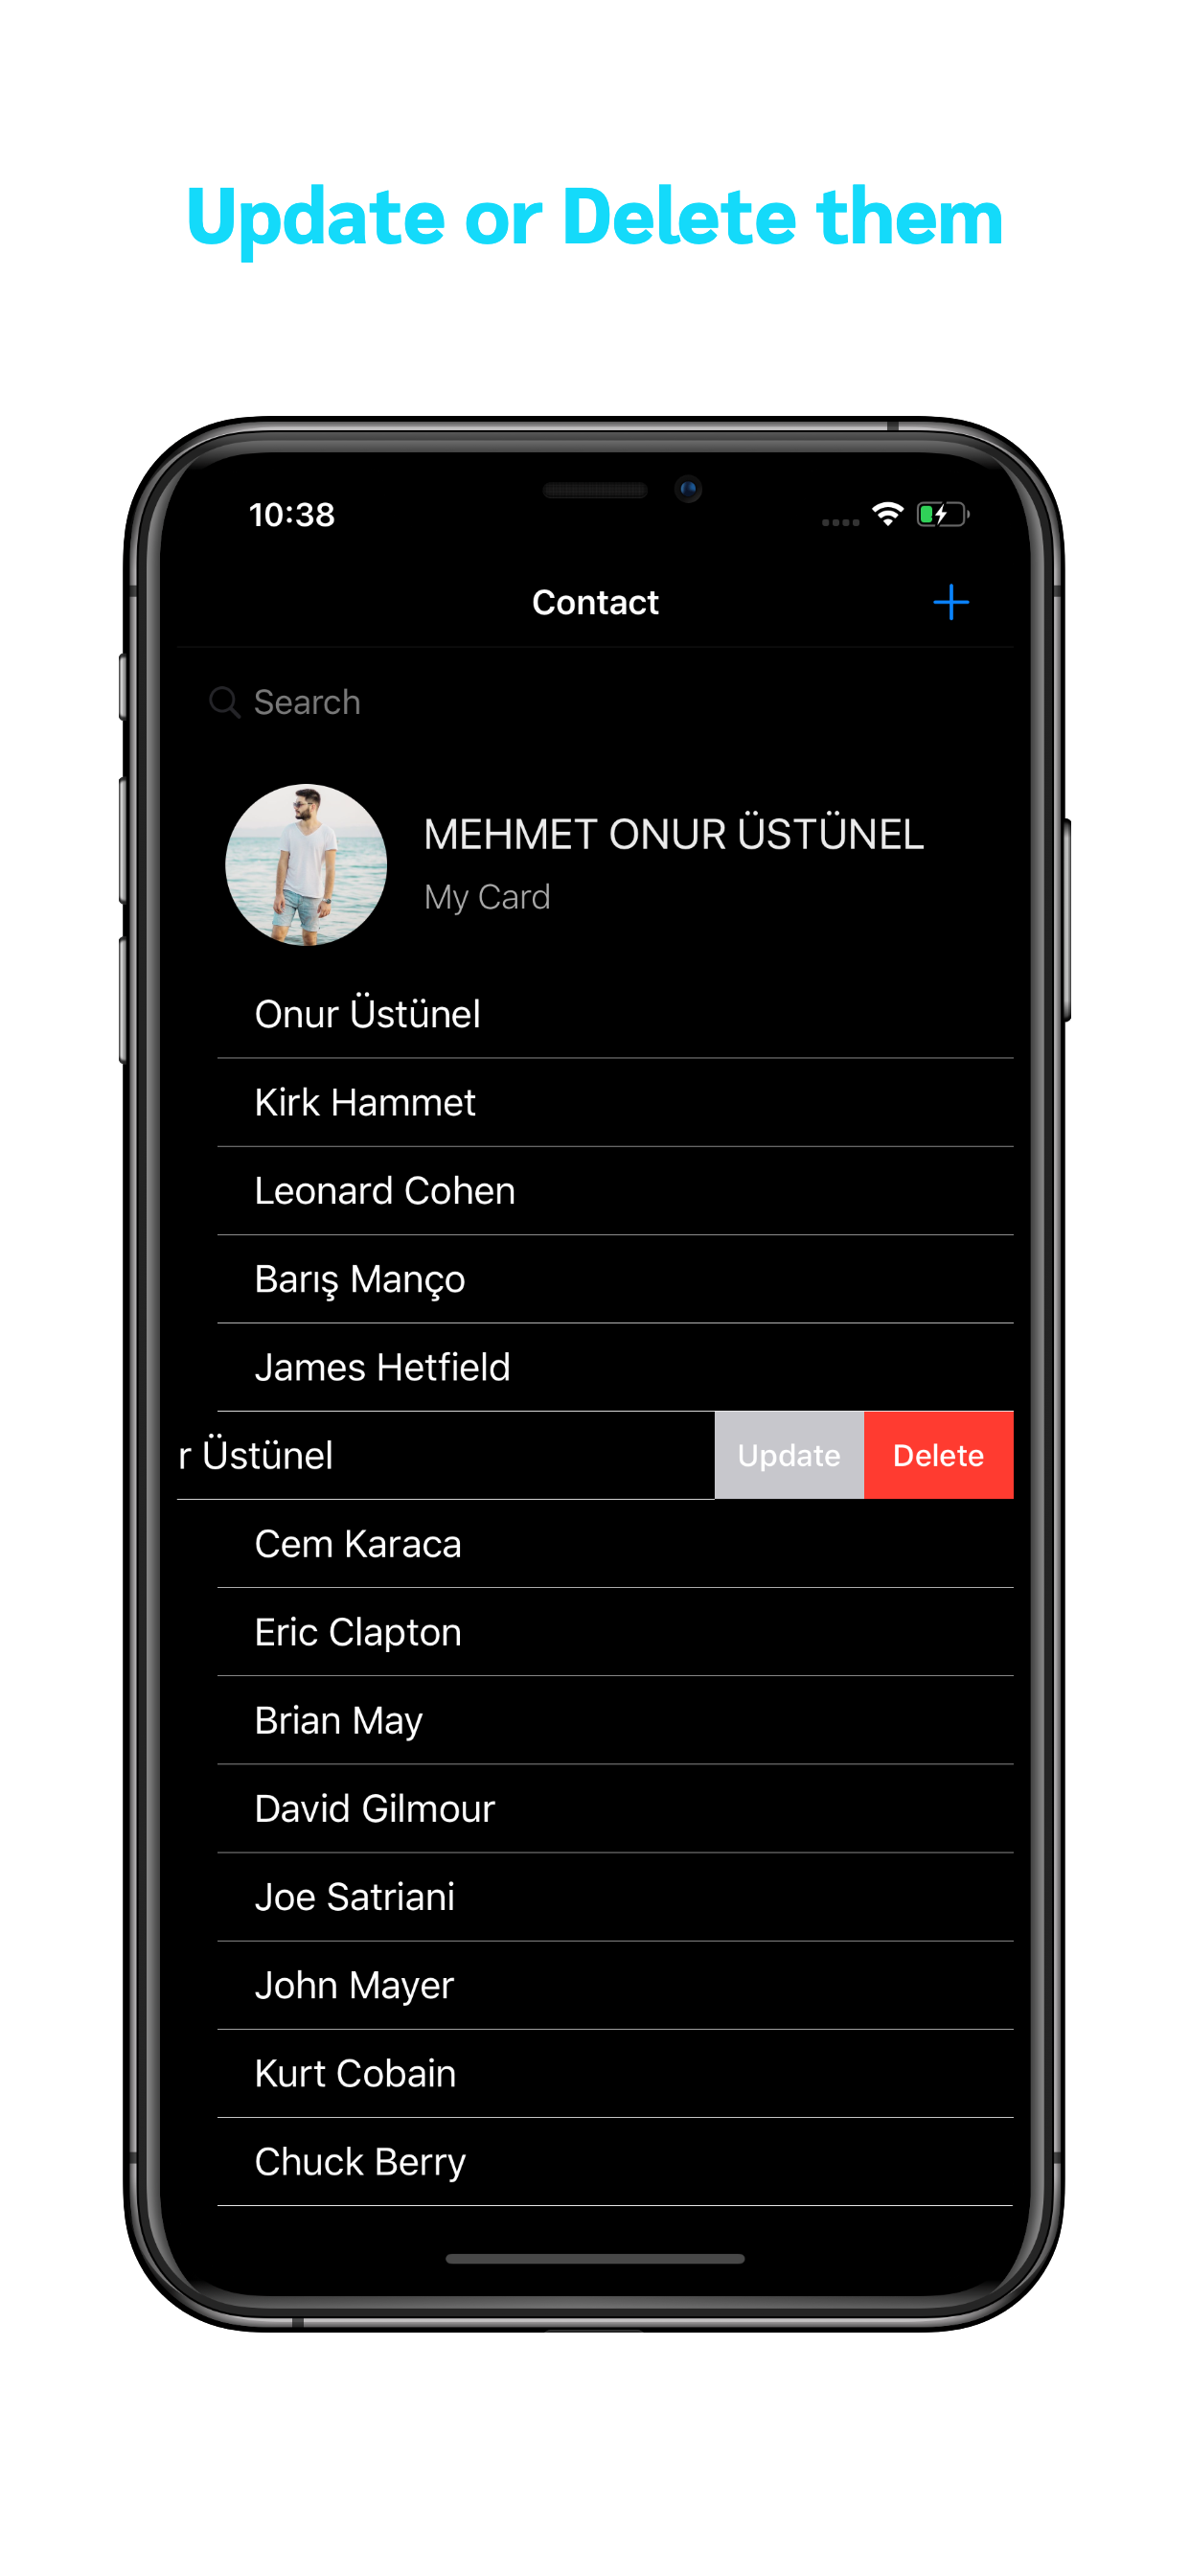 Update or Delete them
10:38
Contact
Search
MEHMET ONUR ÜSTÜNEL
My Card
Onur Üstünel
Kirk Hammet
Leonard Cohen
Barış Manço
James Hetfield
r Üstünel Update Delete
Cem Karaca
Eric Clapton
Brian May
David Gilmour
Joe Satriani
John Mayer
Kurt Cobain
Chuck Berry